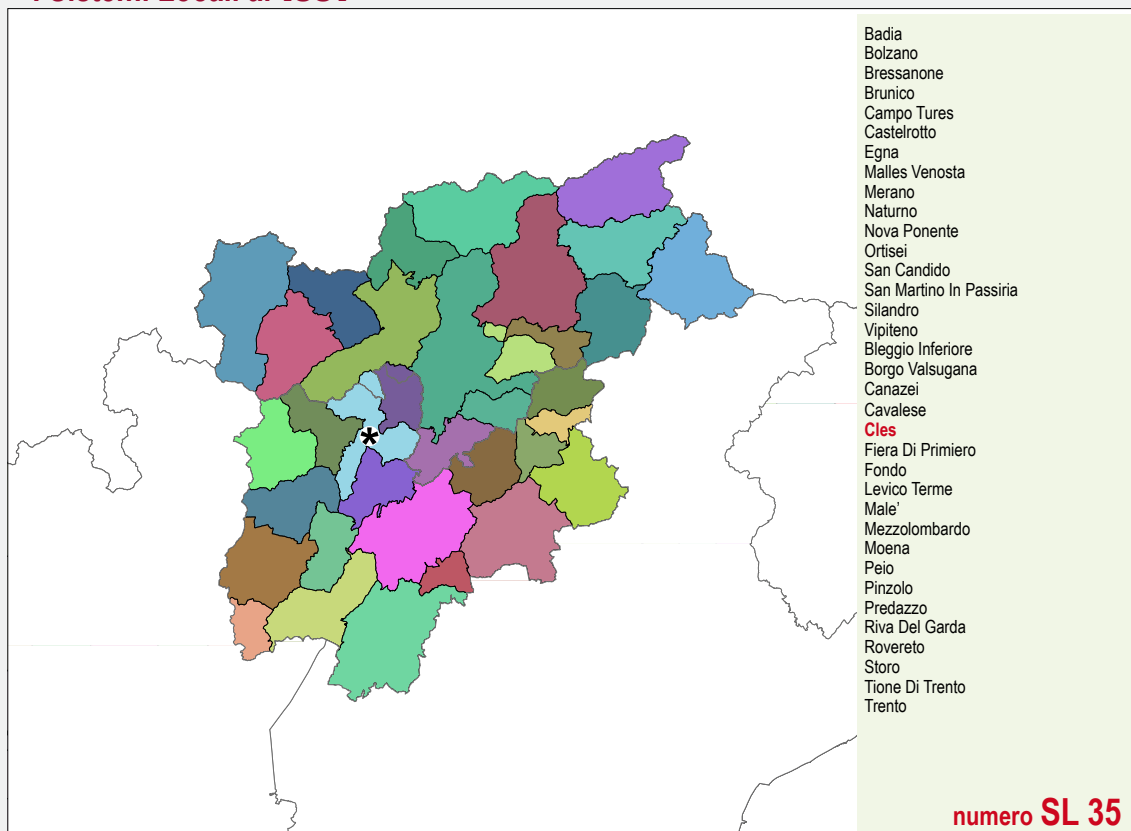 Badia
Bolzano
Bressanone
Brunico
Campo Tures
Castelrotto
Egna
Malles Venosta
Merano
Naturno
Nova Ponente
Ortisei
San Candido
San Martino In Passiria
Silandro
Vipiteno
Bleggio Inferiore
Borgo Valsugana
Canazei
Cavalese
Cles
Fiera Di Primiero
Fondo
Levico Terme
Male'
Mezzolombardo
Moena
Peio
Pinzolo
Predazzo
Riva Del Garda
Rovereto
Storo
Tione Di Trento
Trento
*
numero SL 35